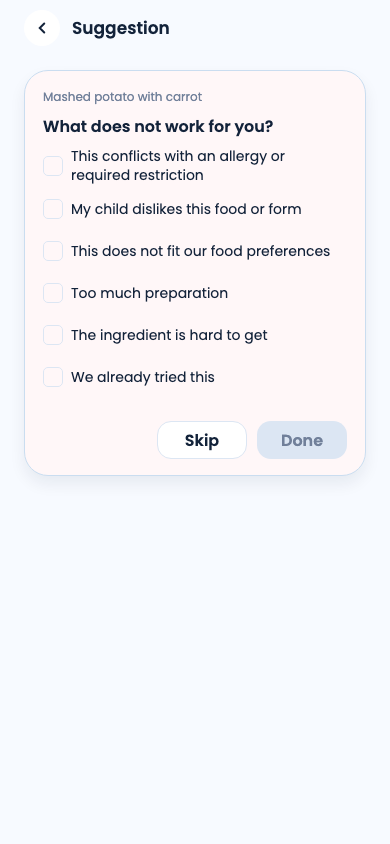 Suggestion
Mashed potato with carrot
What does not work for you?
This conflicts with an allergy or
required restriction
My child dislikes this food or form
This does not fit our food preferences
Too much preparation
The ingredient is hard to get
We already tried this
Skip
Done